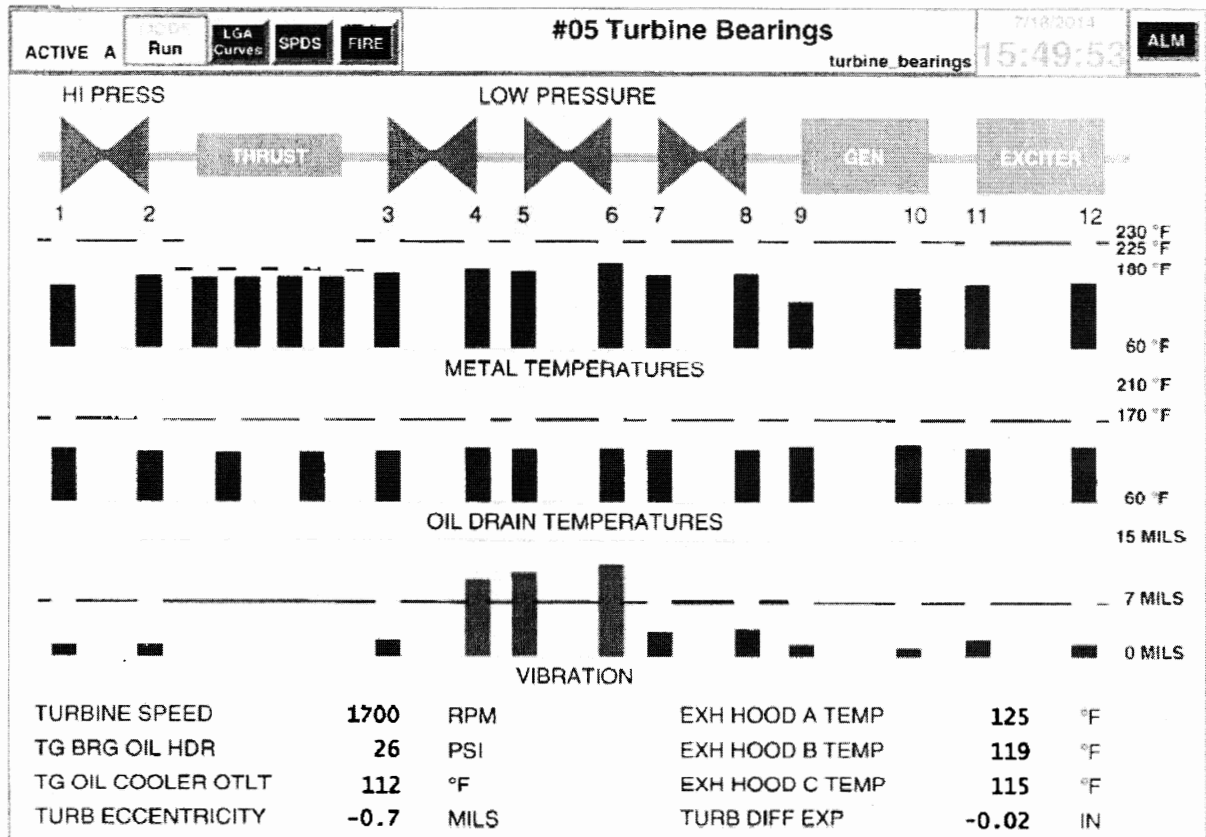 ACTIVE A
Run
LGA
Curves
SPDS
FIRE
#05 Turbine Bearings
turbine_bearings
7/18/2014
15:49:53
ALM
HI PRESS
LOW PRESSURE
THRUST
GEN
EXCITER
1 2 3 4 5 6 7 8 9 10 11 12
230 °F
225 °F
180 °F
60 °F
METAL TEMPERATURES
210 °F
170 °F
60 °F
OIL DRAIN TEMPERATURES
15 MILS
7 MILS
0 MILS
VIBRATION
TURBINE SPEED 1700 RPM EXH HOOD A TEMP 125 °F
TG BRG OIL HDR 26 PSI EXH HOOD B TEMP 119 °F
TG OIL COOLER OTLT 112 °F EXH HOOD C TEMP 115 °F
TURB ECCENTRICITY -0.7 MILS TURB DIFF EXP -0.02 IN